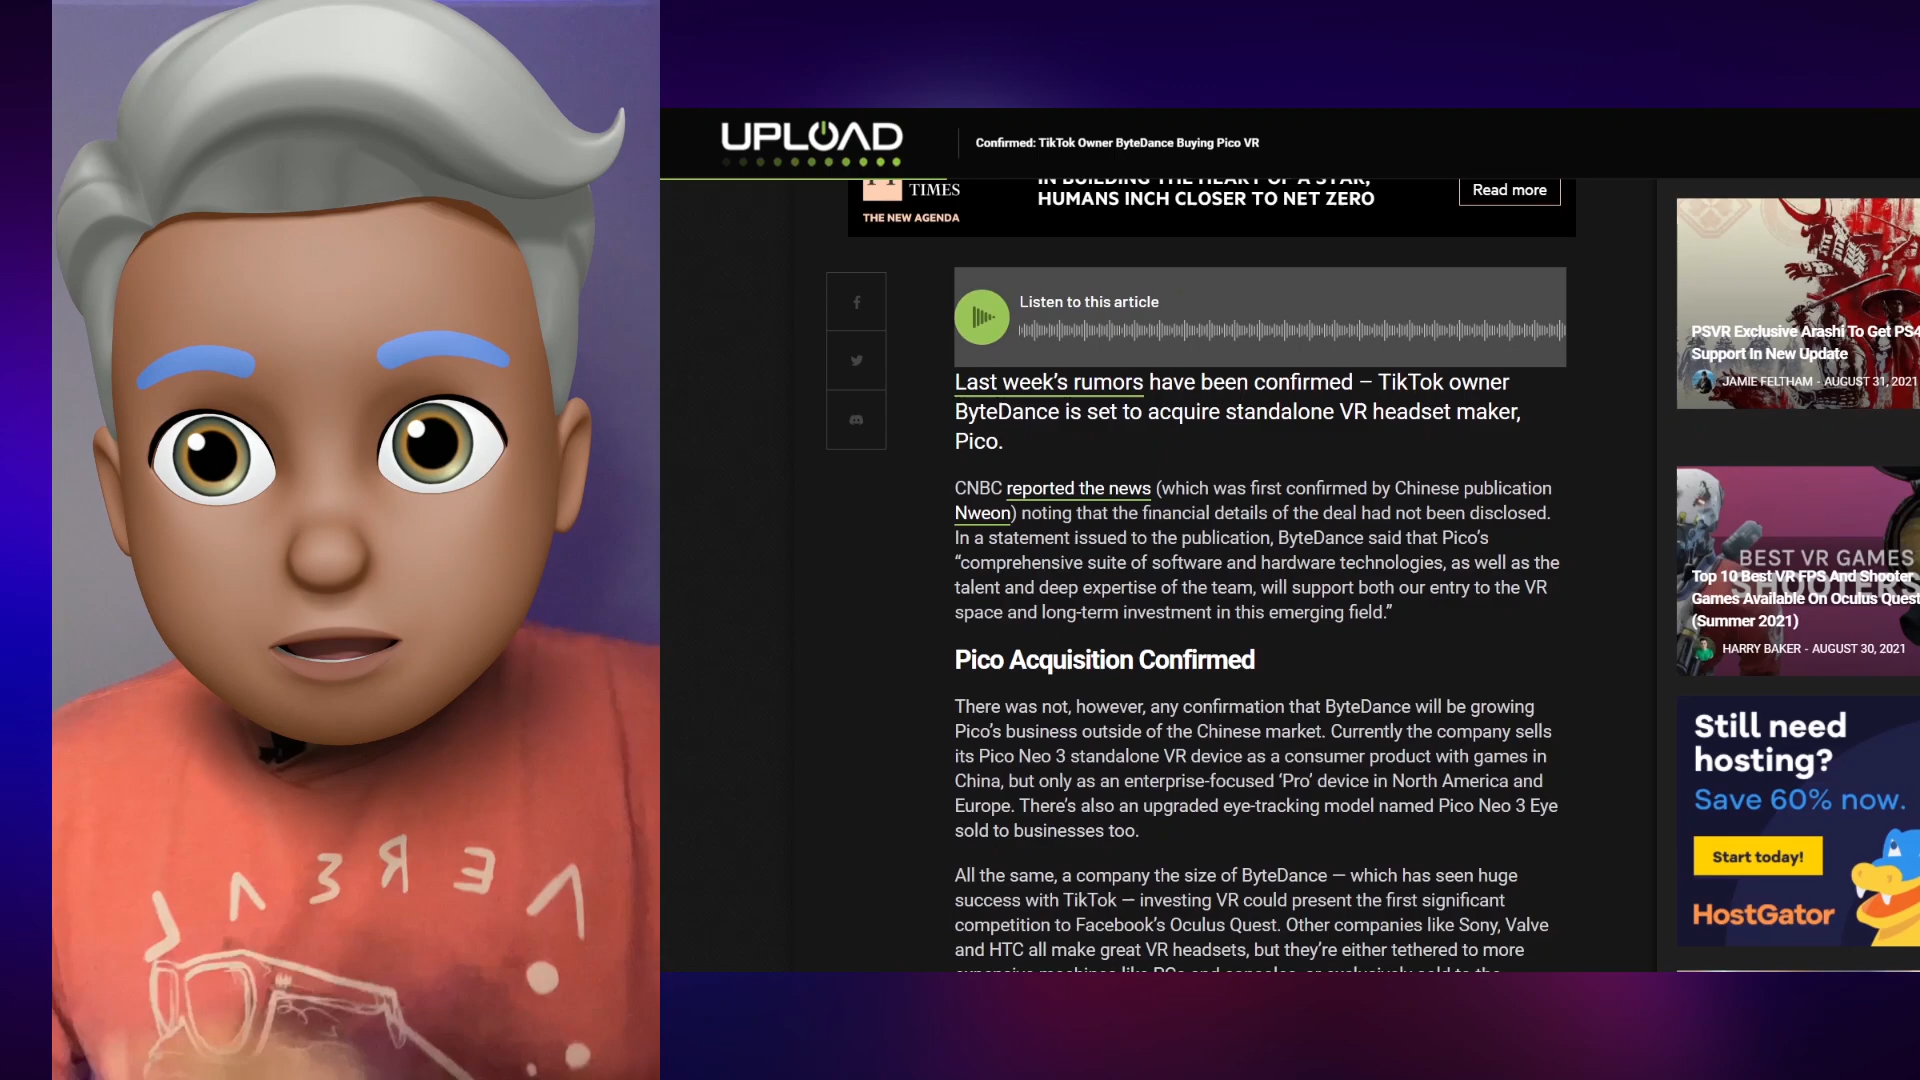 UPLOAD
Confirmed: TikTok Owner ByteDance Buying Pico VR
TIMES
THE NEW AGENDA
IN BUILDING THE HEART OF A STAR,
HUMANS INCH CLOSER TO NET ZERO
Read more
Listen to this article
Last week’s rumors have been confirmed – TikTok owner
ByteDance is set to acquire standalone VR headset maker,
Pico.
CNBC reported the news (which was first confirmed by Chinese publication
Nweon) noting that the financial details of the deal had not been disclosed.
In a statement issued to the publication, ByteDance said that Pico’s
“comprehensive suite of software and hardware technologies, as well as the
talent and deep expertise of the team, will support both our entry to the VR
space and long-term investment in this emerging field.”
Pico Acquisition Confirmed
There was not, however, any confirmation that ByteDance will be growing
Pico’s business outside of the Chinese market. Currently the company sells
its Pico Neo 3 standalone VR device as a consumer product with games in
China, but only as an enterprise-focused ‘Pro’ device in North America and
Europe. There’s also an upgraded eye-tracking model named Pico Neo 3 Eye
sold to businesses too.
All the same, a company the size of ByteDance — which has seen huge
success with TikTok — investing VR could present the first significant
competition to Facebook’s Oculus Quest. Other companies like Sony, Valve
and HTC all make great VR headsets, but they’re either tethered to more
PSVR Exclusive Arashi To Get PS4
Support In New Update
JAMIE FELTHAM - AUGUST 31, 2021
BEST VR GAMES
SHOOTERS
Top 10 Best VR FPS And Shooter
Games Available On Oculus Quest
(Summer 2021)
HARRY BAKER - AUGUST 30, 2021
Still need
hosting?
Save 60% now.
Start today!
HostGator